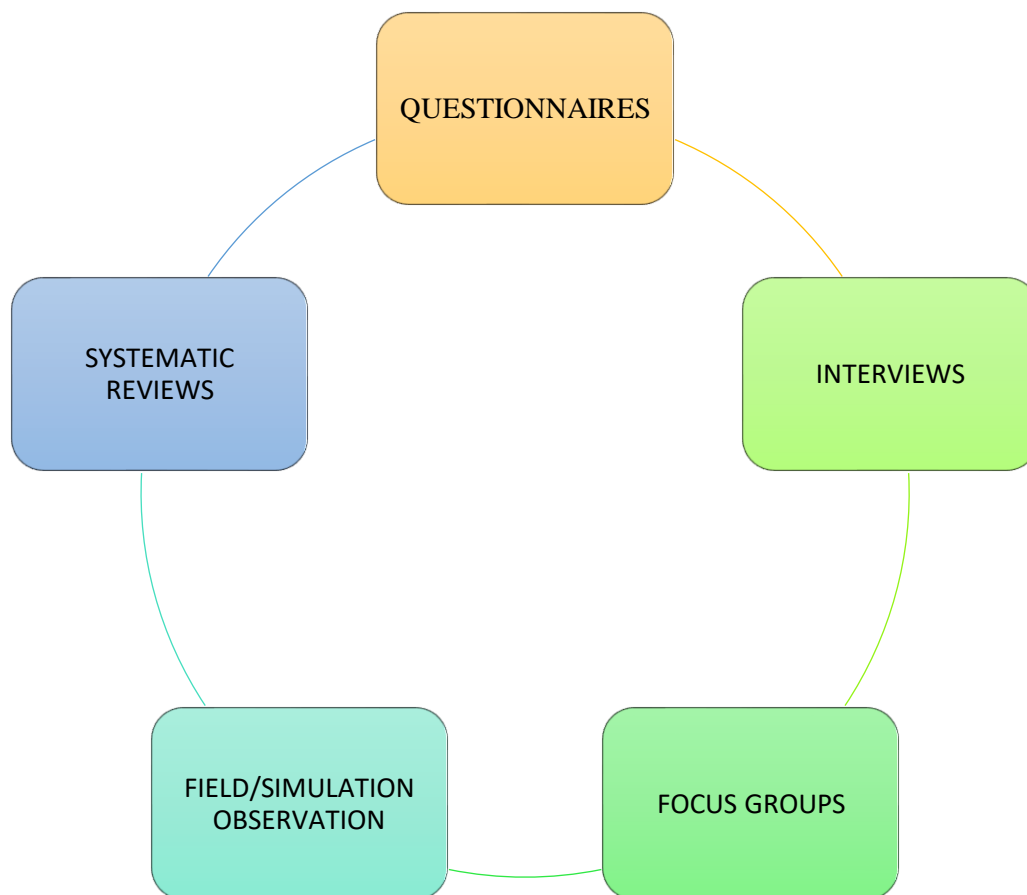 QUESTIONNAIRES
INTERVIEWS
FOCUS GROUPS
FIELD/SIMULATION
OBSERVATION
SYSTEMATIC
REVIEWS